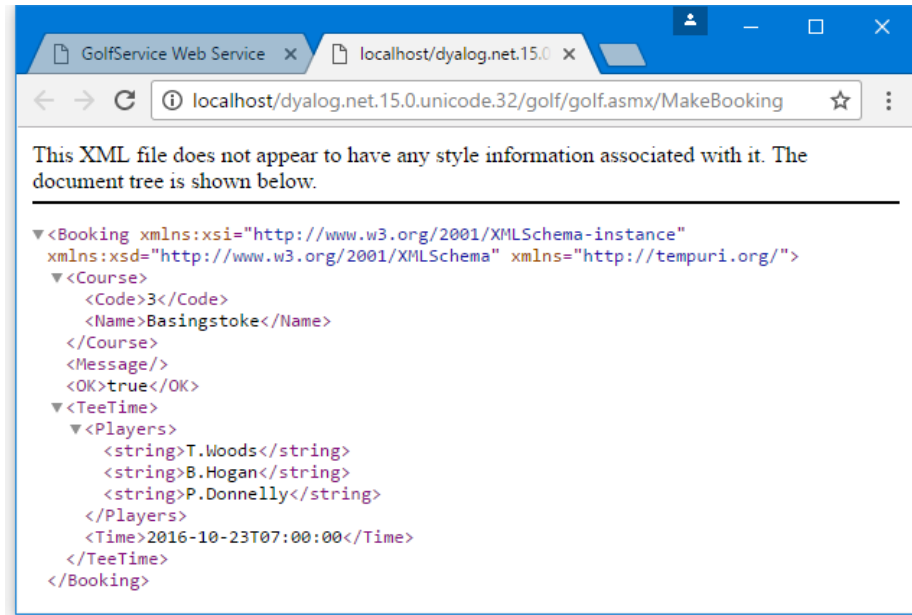 GolfService Web Service
localhost/dyalog.net.15.0
localhost/dyalog.net.15.0.unicode.32/golf/golf.asmx/MakeBooking
This XML file does not appear to have any style information associated with it. The
document tree is shown below.
<Booking xmlns:xsi="http://www.w3.org/2001/XMLSchema-instance"
xmlns:xsd="http://www.w3.org/2001/XMLSchema" xmlns="http://tempuri.org/">
<Course>
<Code>3</Code>
<Name>Basingstoke</Name>
</Course>
<Message/>
<OK>true</OK>
<TeeTime>
<Players>
<string>T.Woods</string>
<string>B.Hogan</string>
<string>P.Donnelly</string>
</Players>
<Time>2016-10-23T07:00:00</Time>
</TeeTime>
</Booking>